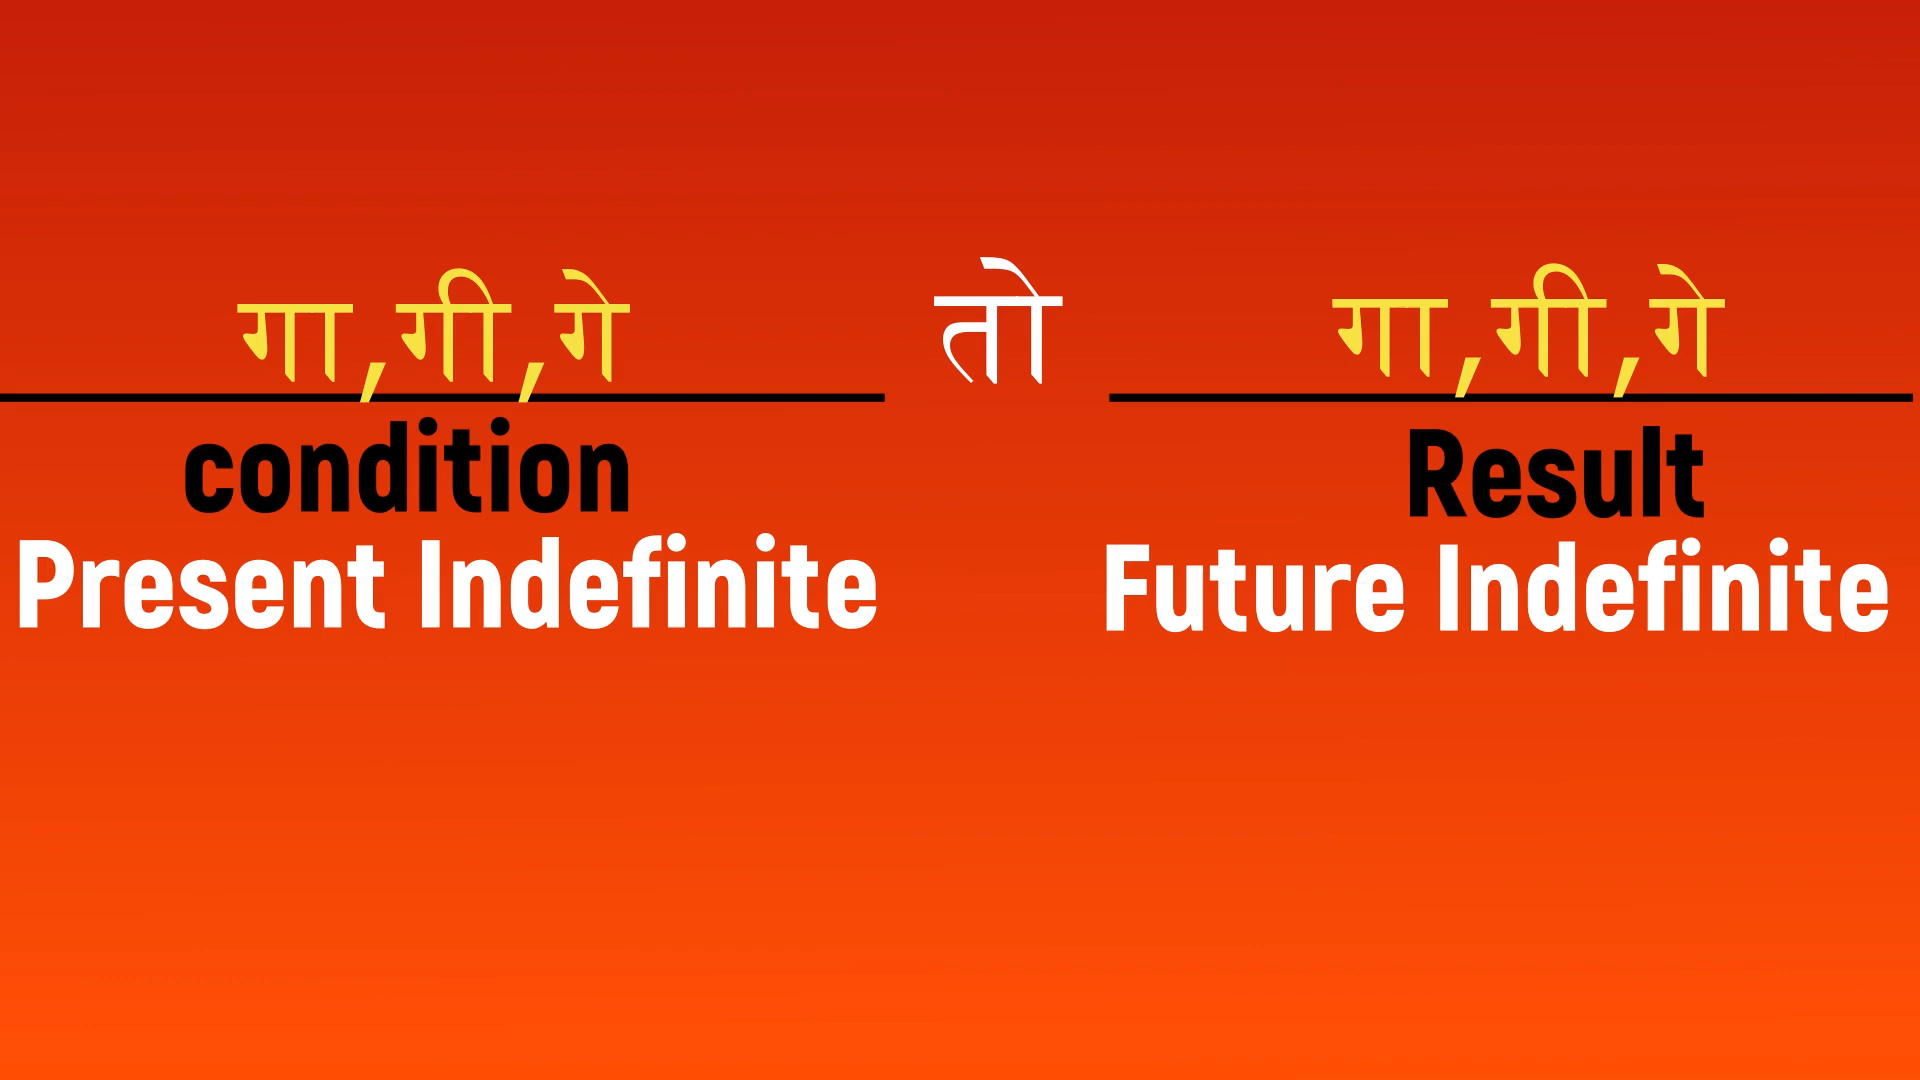 गा,गी,गे तो गा,गी,गे
condition Result
Present Indefinite Future Indefinite